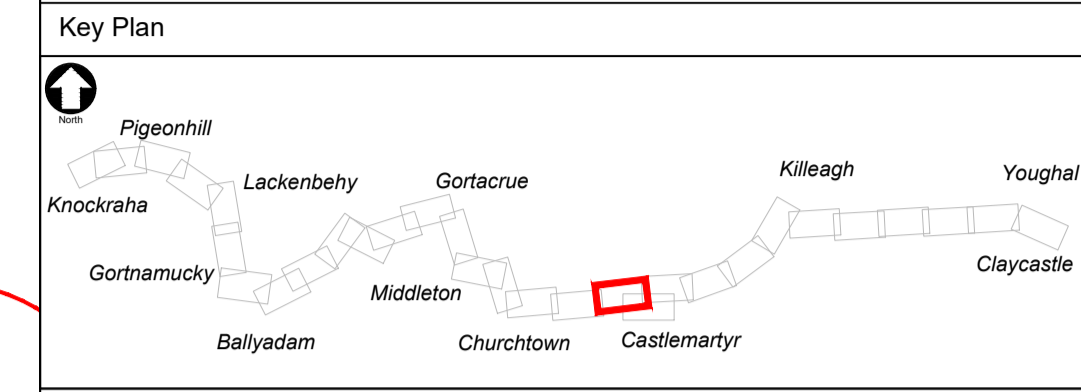 Key Plan
North
Pigeonhill
Knockraha
Lackenbehy
Gortacrue
Killeagh
Youghal
Gortnamucky
Middleton
Claycastle
Ballyadam
Churchtown
Castlemartyr